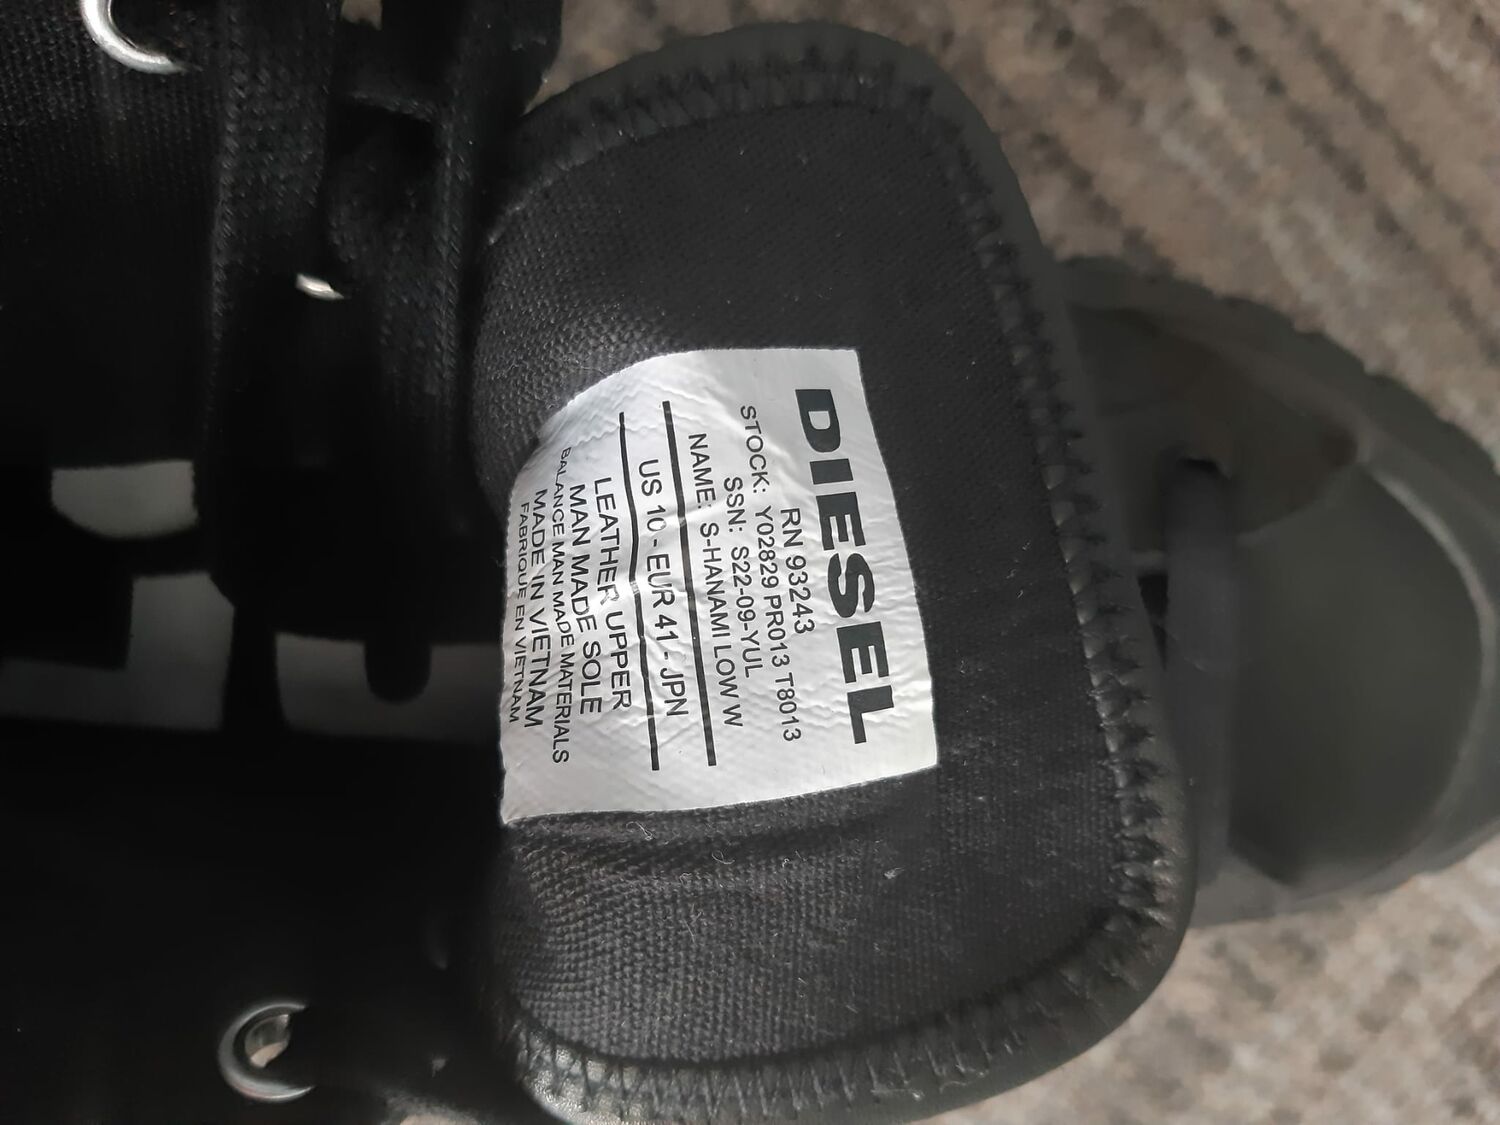 DIESEL
RN 93243
STOCK: Y02829 PR013 T8013
SSN: S22-09-YUL
NAME: S-HANAMI LOW W
US 10 - EUR 41 - JPN
LEATHER UPPER
MAN MADE SOLE
BALANCE MAN MADE MATERIALS
MADE IN VIETNAM
FABRIQUE EN VIETNAM